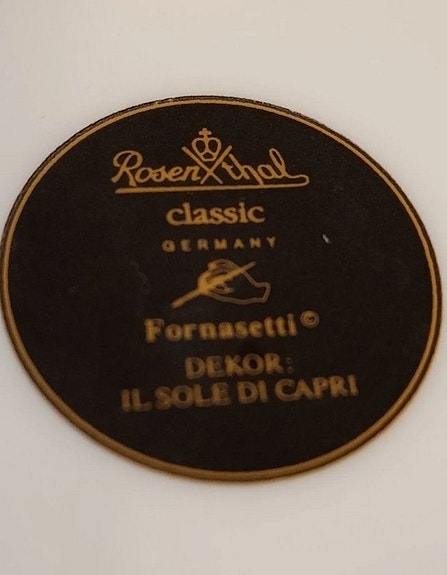 Rosenthal
classic
GERMANY
Fornasetti©
DEKOR:
IL SOLE DI CAPRI